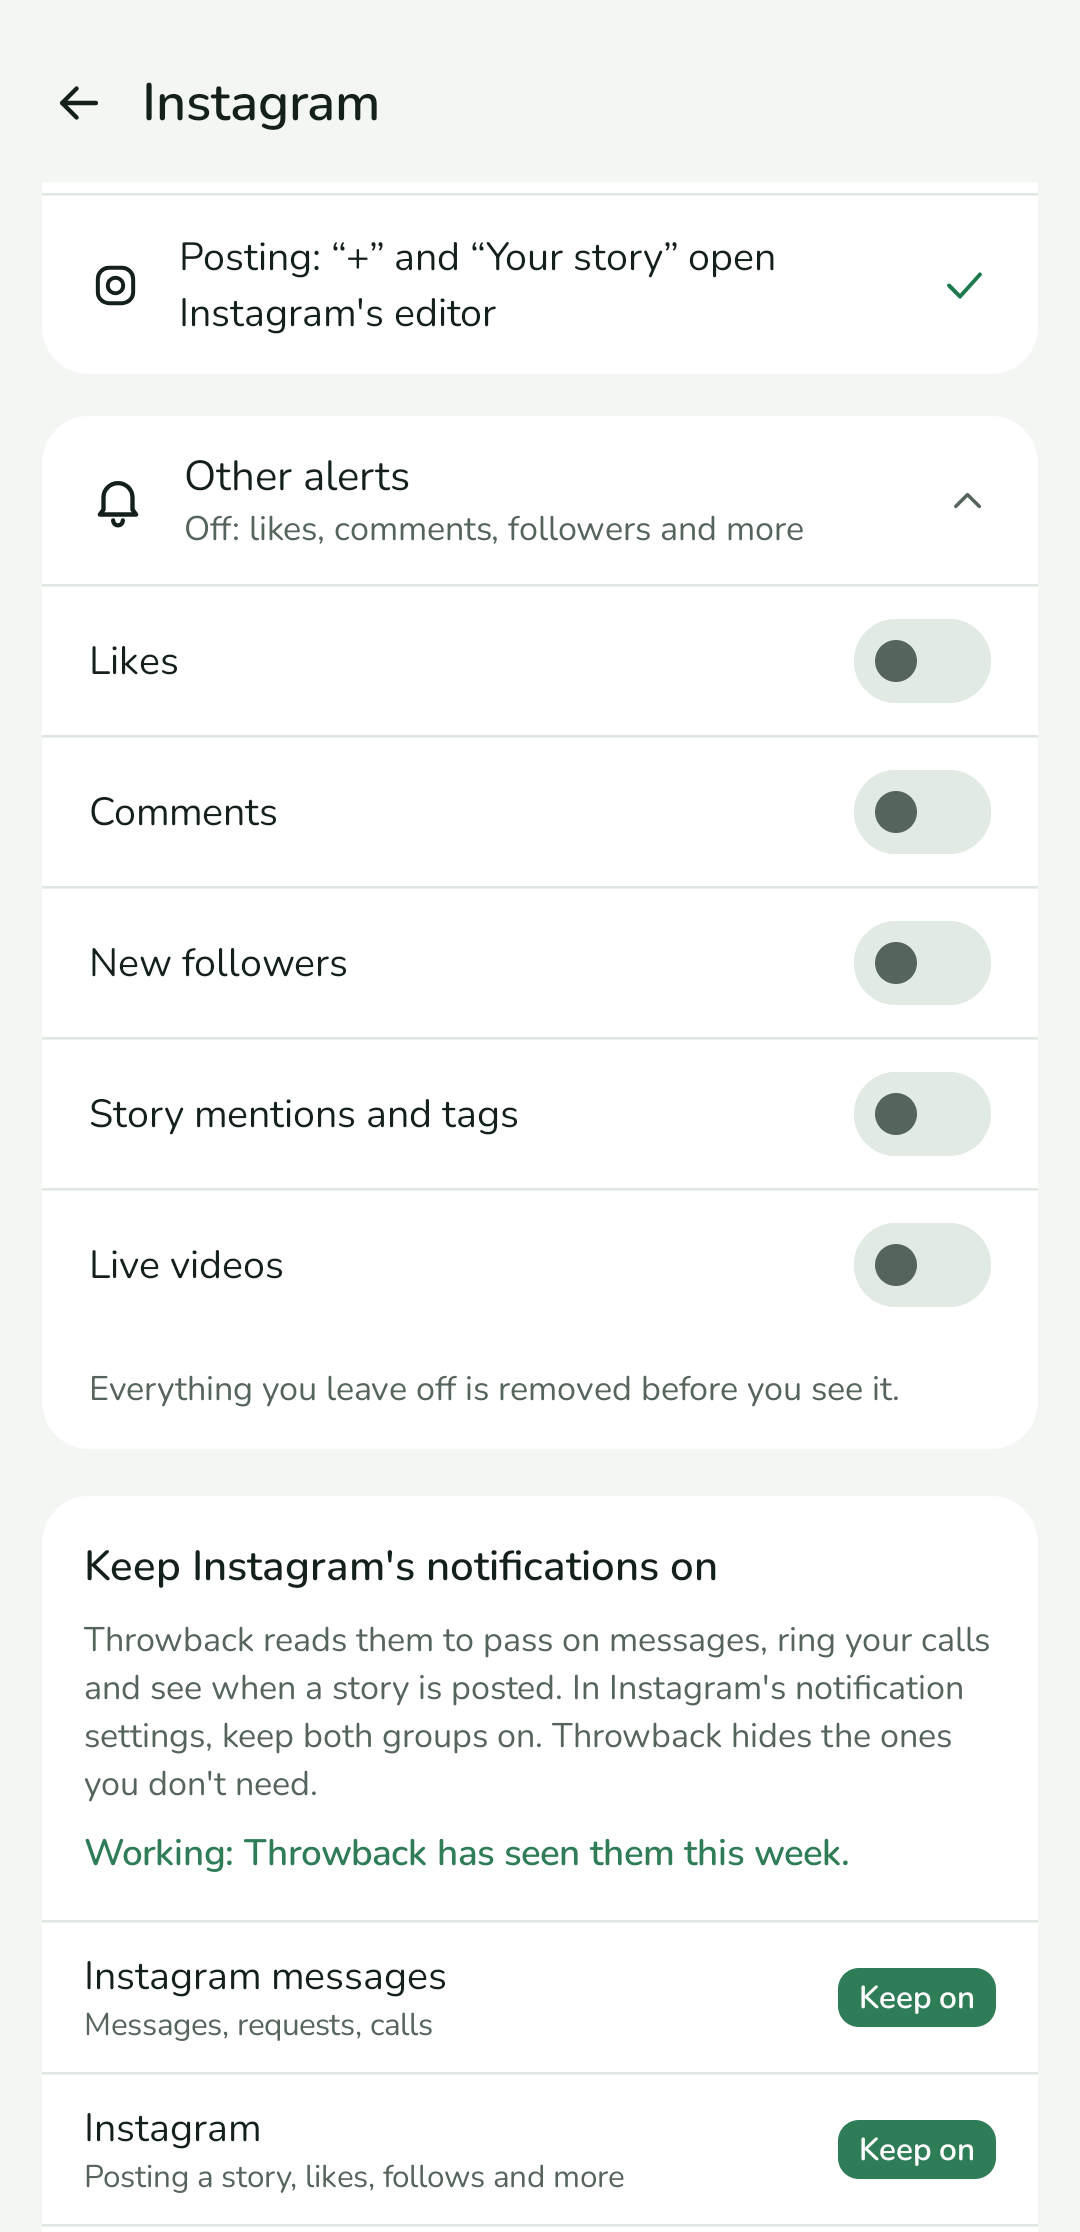 Instagram
Posting: “+” and “Your story” open
Instagram's editor
Other alerts
Off: likes, comments, followers and more
Likes
Comments
New followers
Story mentions and tags
Live videos
Everything you leave off is removed before you see it.
Keep Instagram's notifications on
Throwback reads them to pass on messages, ring your calls
and see when a story is posted. In Instagram's notification
settings, keep both groups on. Throwback hides the ones
you don't need.
Working: Throwback has seen them this week.
Instagram messages
Messages, requests, calls
Keep on
Instagram
Posting a story, likes, follows and more
Keep on